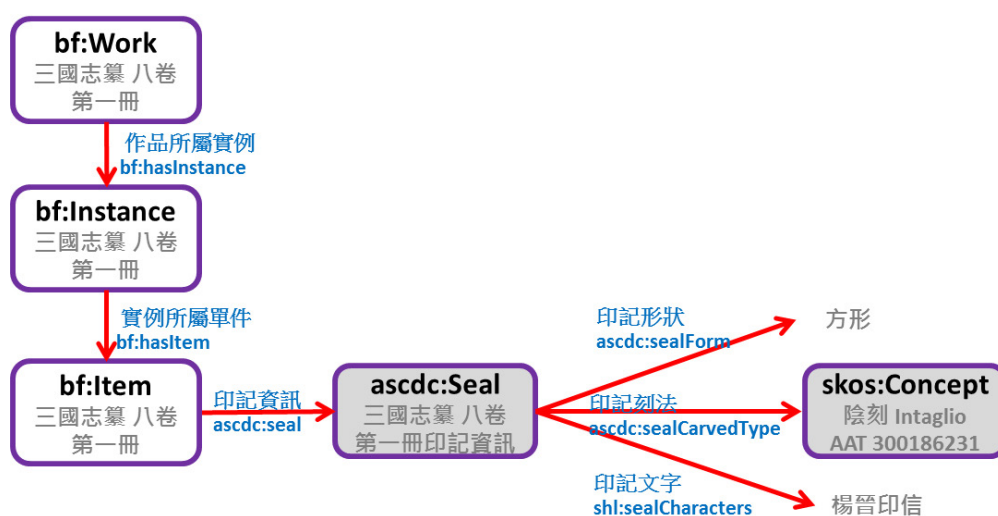 bf:Work
三國志纂 八卷
第一冊
作品所屬實例
bf:hasInstance
bf:Instance
三國志纂 八卷
第一冊
實例所屬單件
bf:hasItem
bf:Item
三國志纂 八卷
第一冊
印記資訊
ascdc:seal
ascdc:Seal
三國志纂 八卷
第一冊印記資訊
印記形狀
ascdc:sealForm
方形
印記刻法
ascdc:sealCarvedType
skos:Concept
陰刻 Intaglio
AAT 300186231
印記文字
shl:sealCharacters
楊晉印信